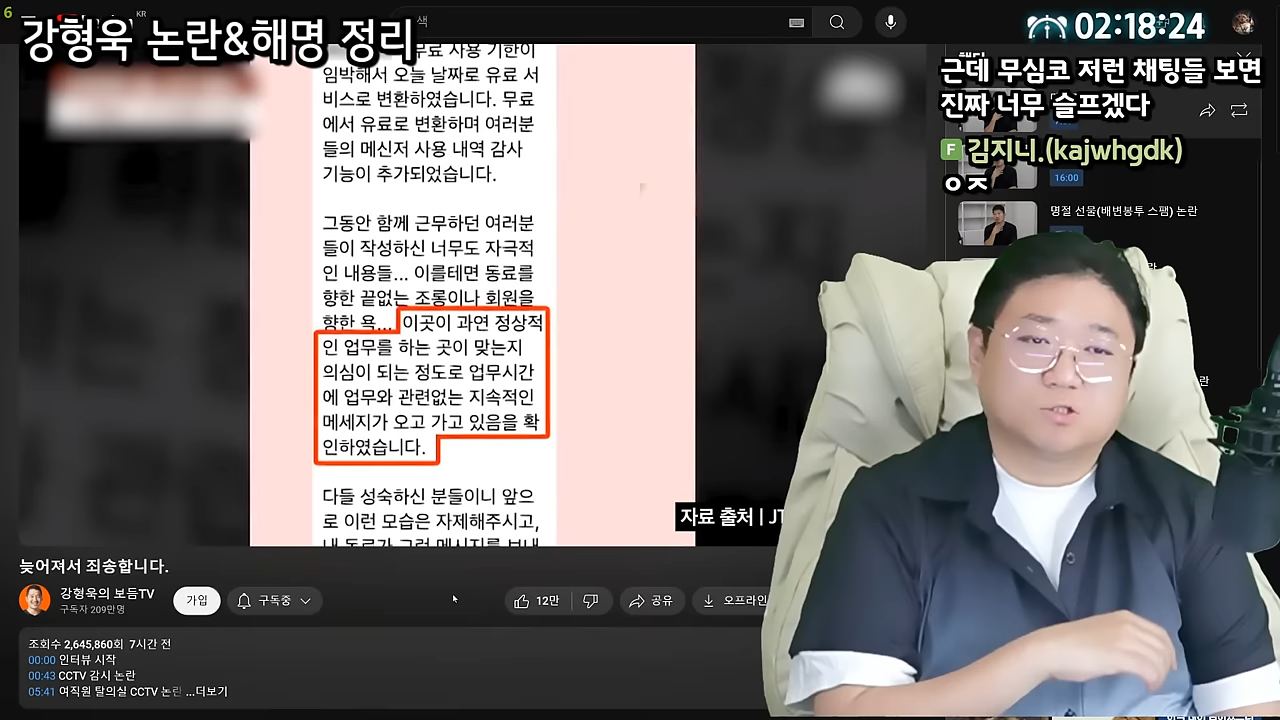 6
KR
강형욱 논란&해명 정리
색
02:18:24
무료 사용 기한이
임박해서 오늘 날짜로 유료 서
비스로 변환하였습니다. 무료
에서 유료로 변환하며 여러분
들의 메신저 사용 내역 감사
기능이 추가되었습니다.
그동안 함께 근무하던 여러분
들이 작성하신 너무도 자극적
인 내용들... 이를테면 동료를
향한 끝없는 조롱이나 회원을
향한 욕... 이곳이 과연 정상적
인 업무를 하는 곳이 맞는지
의심이 되는 정도로 업무시간
에 업무와 관련없는 지속적인
메세지가 오고 가고 있음을 확
인하였습니다.
다들 성숙하신 분들이니 앞으
로 이런 모습은 자제해주시고,
자료 출처 | JT
근데 무심코 저런 채팅들 보면
진짜 너무 슬프겠다
F 김지니.(kajwhgdk)
ㅇㅈ
16:00
명절 선물(배변봉투 스팸) 논란
란
란
늦어져서 죄송합니다.
강형욱의 보듬TV
구독자 209만명
가입
구독중
12만
공유
오프라인
조회수 2,645,860회 7시간 전
00:00 인터뷰 시작
00:43 CCTV 감시 논란
05:41 여직원 탈의실 CCTV 논란 ...더보기